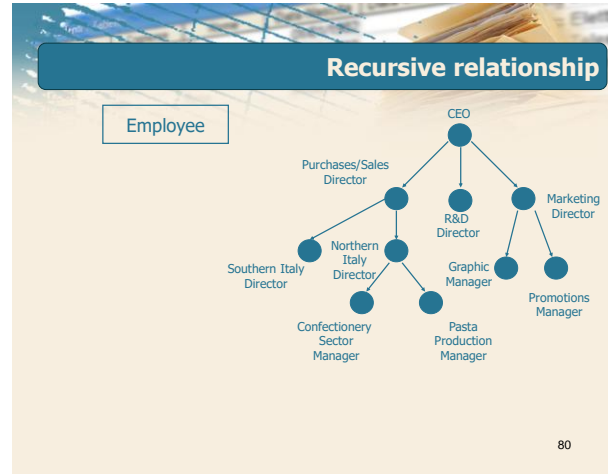 Recursive relationship
Employee
CEO
Purchases/Sales
Director
R&D
Director
Marketing
Director
Southern Italy
Director
Northern
Italy
Director
Graphic
Manager
Promotions
Manager
Confectionery
Sector
Manager
Pasta
Production
Manager
80